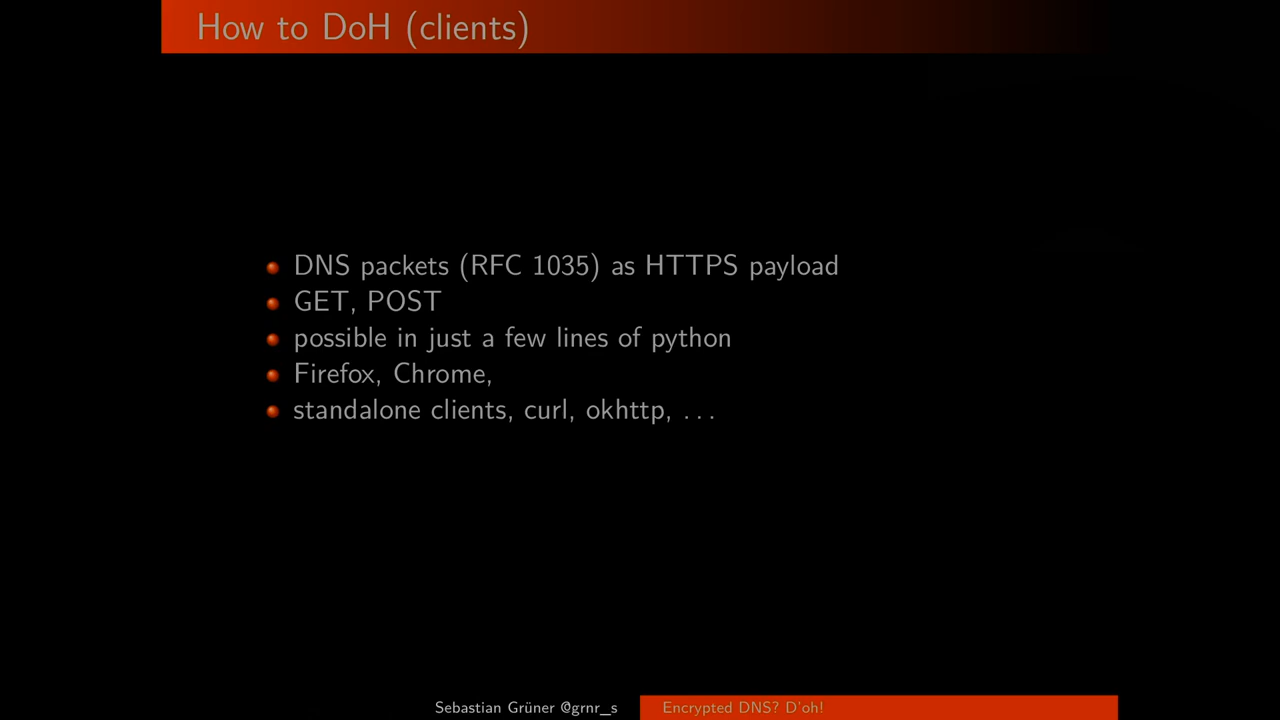 How to DoH (clients)
DNS packets (RFC 1035) as HTTPS payload
GET, POST
possible in just a few lines of python
Firefox, Chrome,
standalone clients, curl, okhttp, ...
Sebastian Grüner @grnr_s
Encrypted DNS? D'oh!